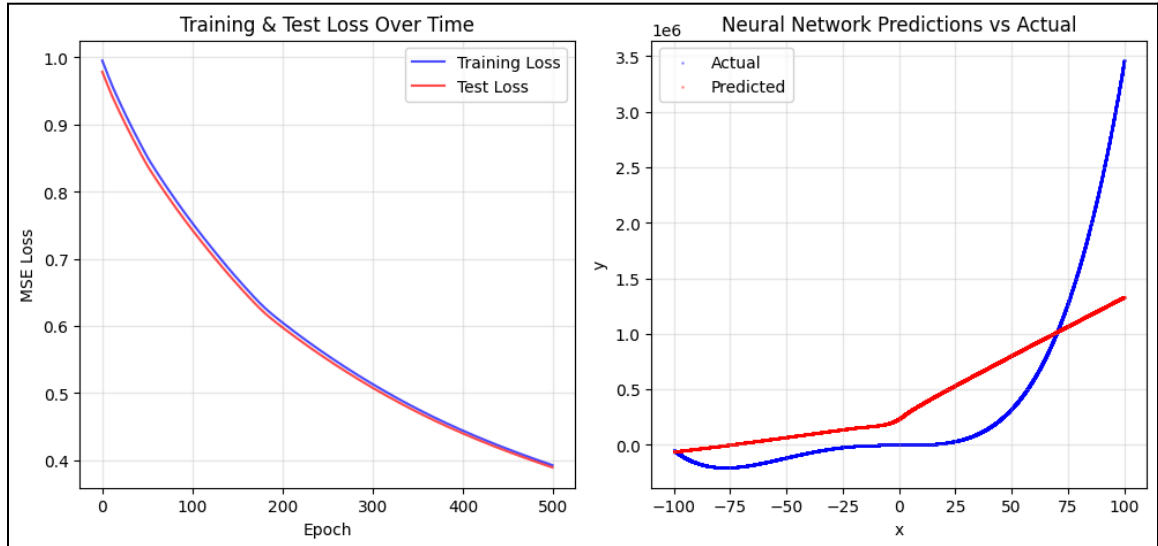 Training & Test Loss Over Time
1.0
0.9
0.8
0.7
0.6
0.5
0.4
MSE Loss
0 100 200 300 400 500
Epoch
Training Loss
Test Loss
Neural Network Predictions vs Actual
1e6
3.5
3.0
2.5
2.0
1.5
1.0
0.5
0.0
y
−100 −75 −50 −25 0 25 50 75 100
x
Actual
Predicted